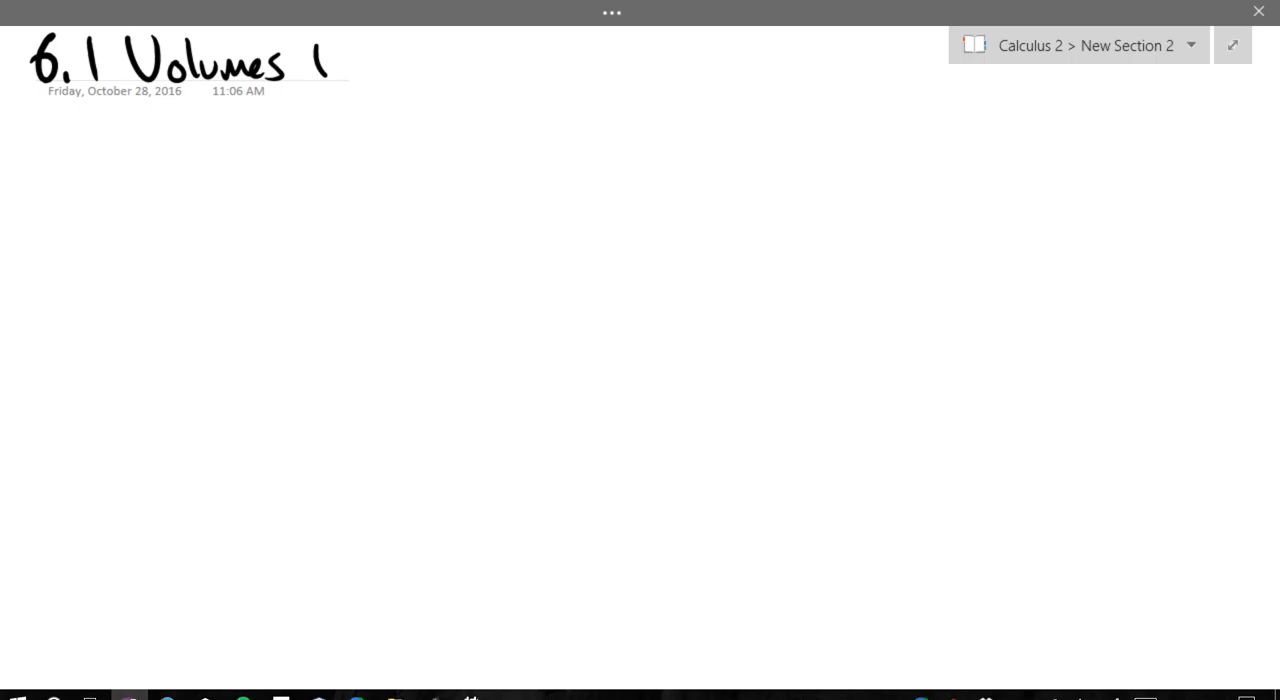 6.1 Volumes 1
Friday, October 28, 2016 11:06 AM
Calculus 2 > New Section 2